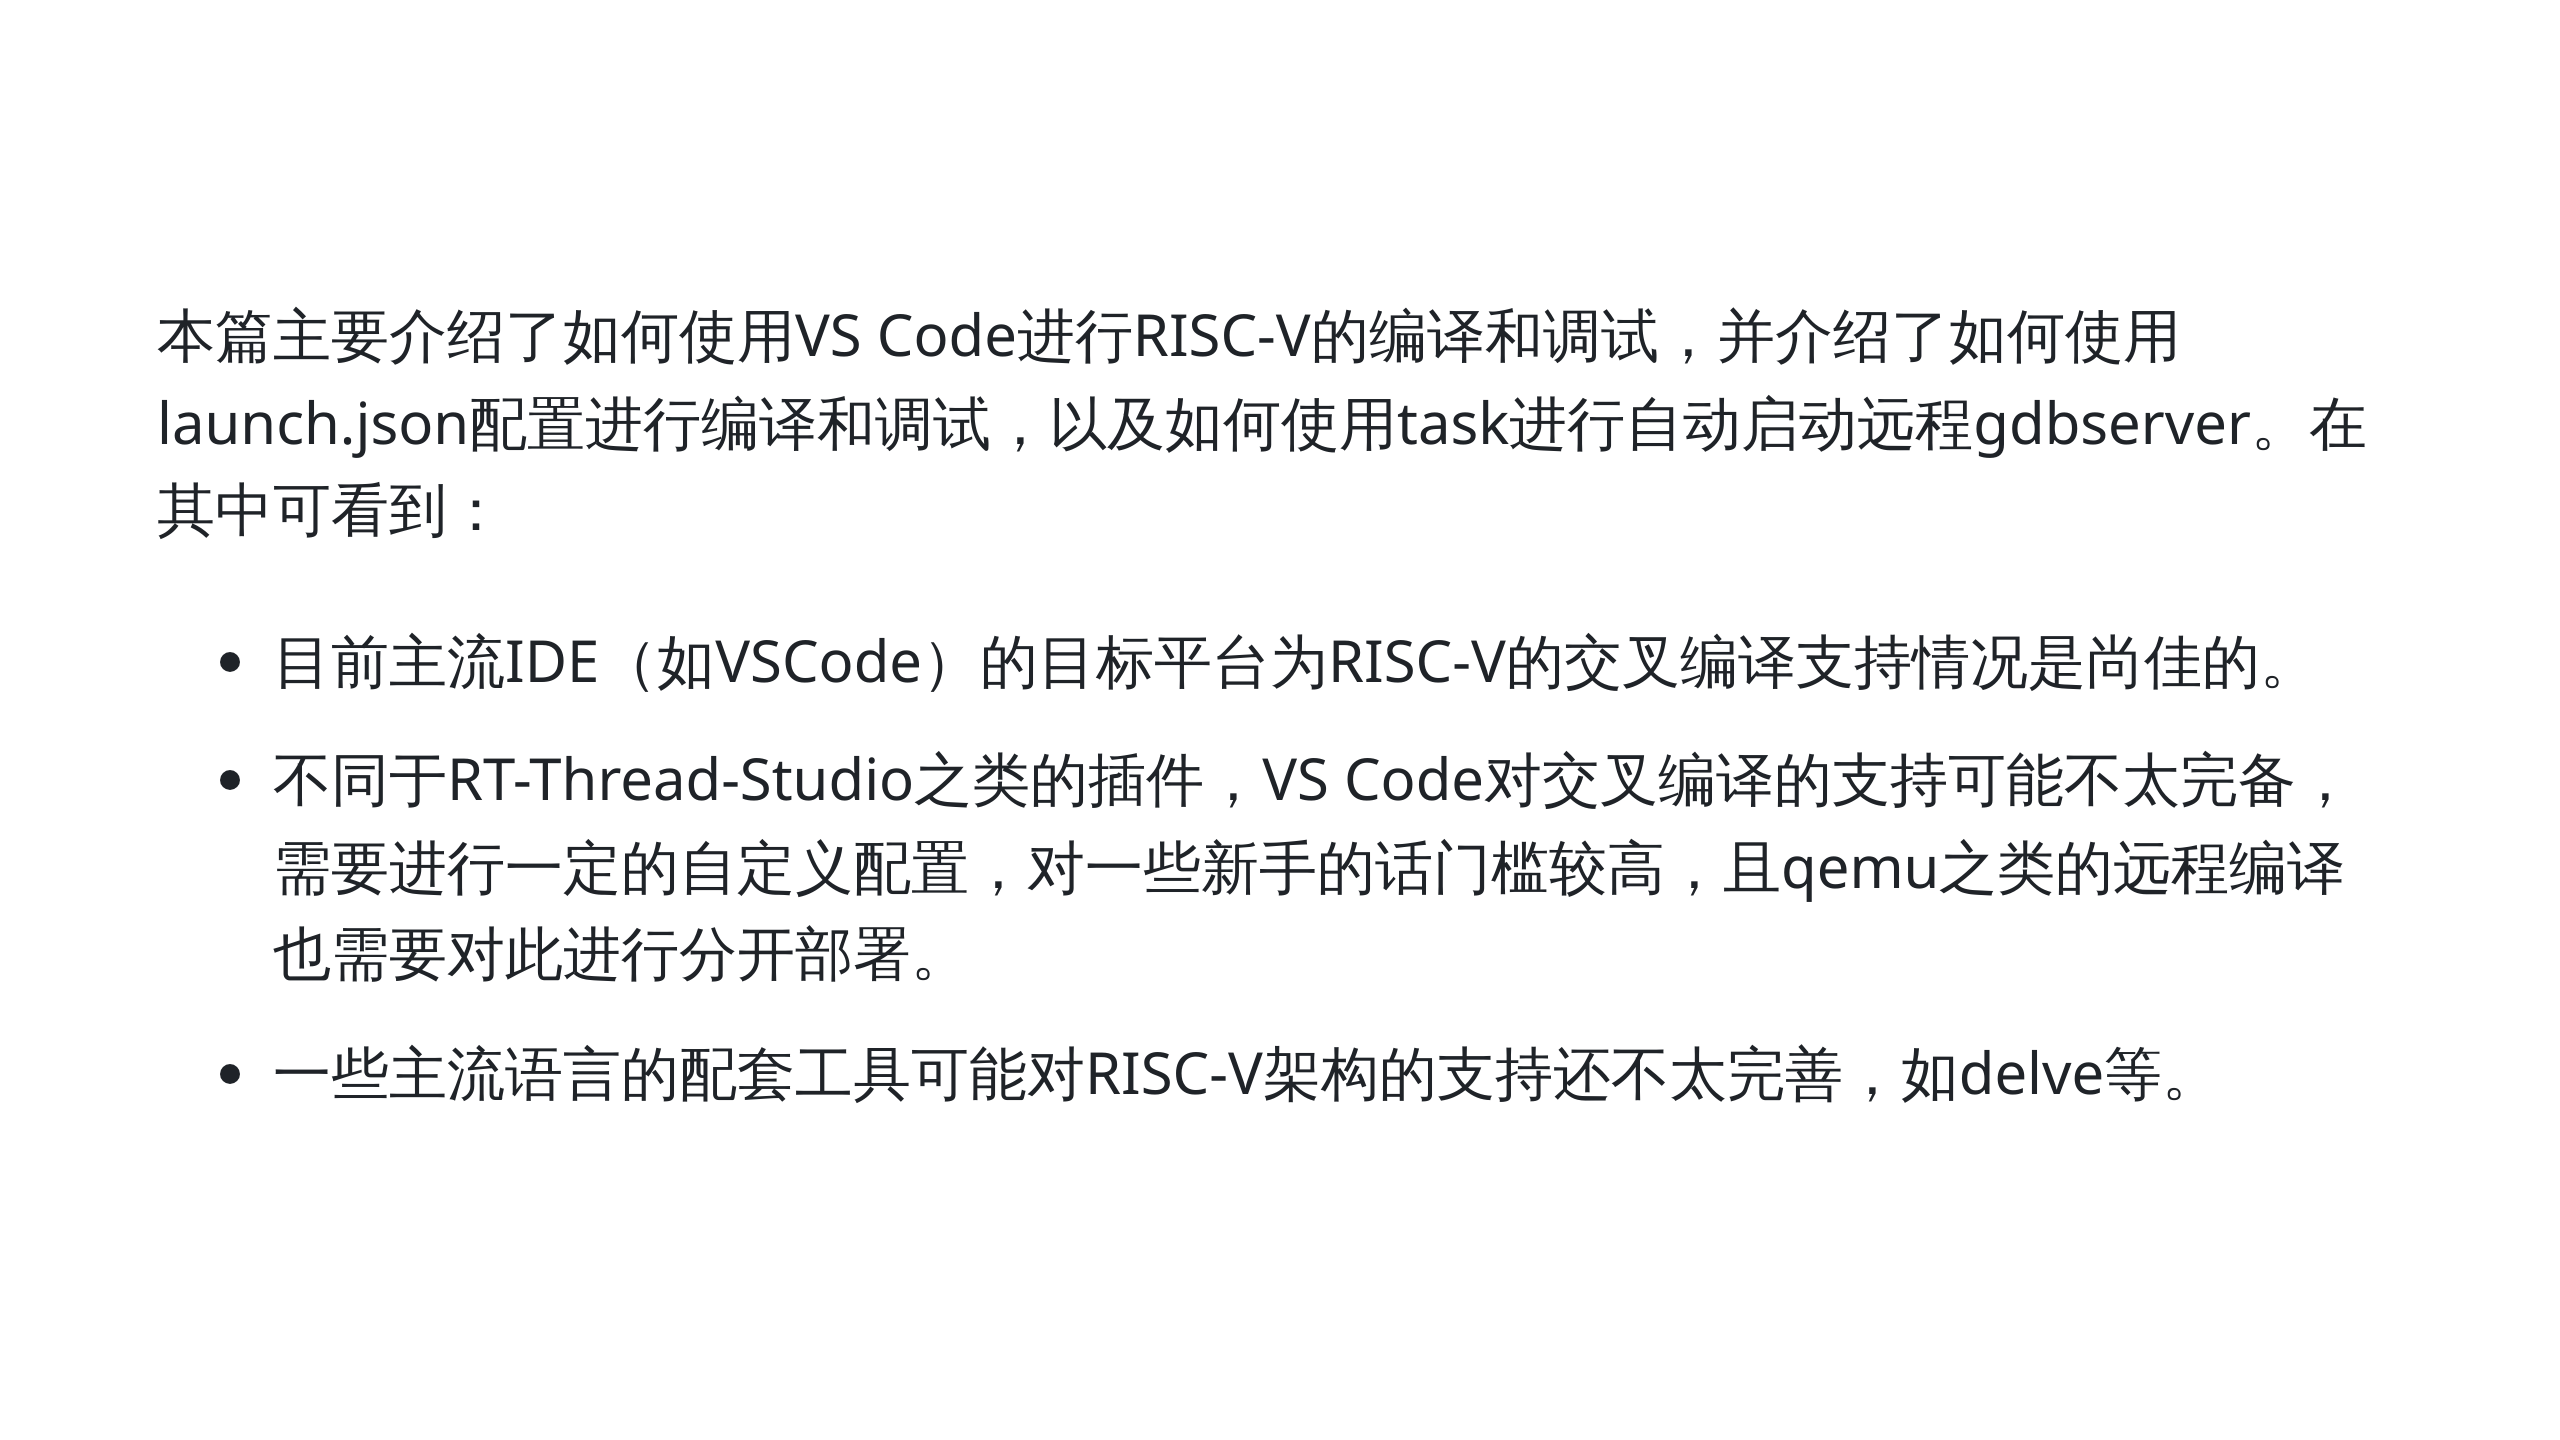 本篇主要介绍了如何使用VS Code进行RISC-V的编译和调试，并介绍了如何使用
launch.json配置进行编译和调试，以及如何使用task进行自动启动远程gdbserver。在
其中可看到：
目前主流IDE（如VSCode）的目标平台为RISC-V的交叉编译支持情况是尚佳的。
不同于RT-Thread-Studio之类的插件，VS Code对交叉编译的支持可能不太完备，
需要进行一定的自定义配置，对一些新手的话门槛较高，且qemu之类的远程编译
也需要对此进行分开部署。
一些主流语言的配套工具可能对RISC-V架构的支持还不太完善，如delve等。